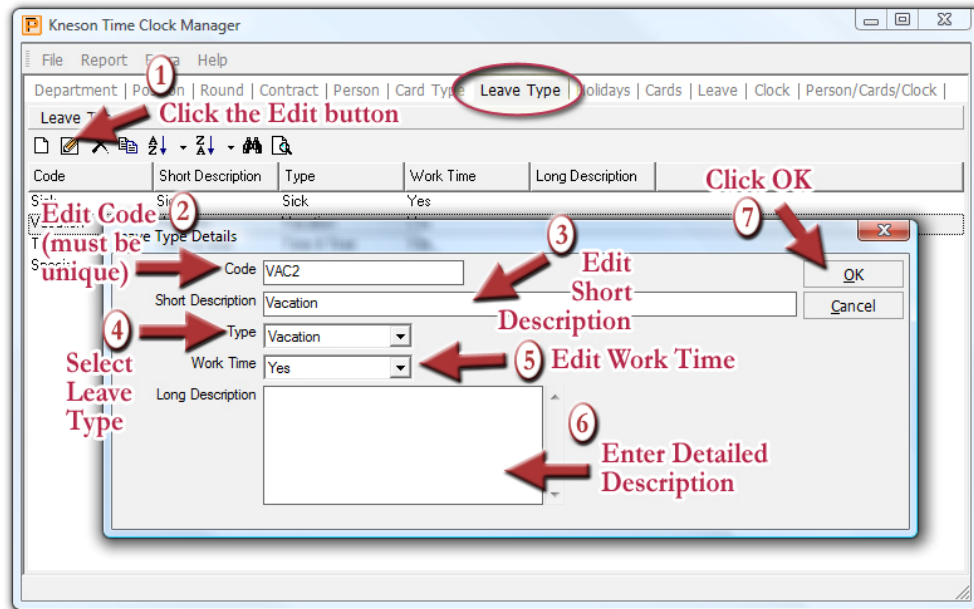 Kneson Time Clock Manager
File Report Help
Department | Position | Round | Contract | Person | Card Type | Leave Type | Holidays | Cards | Leave | Clock | Person/Cards/Clock |
1
Leave
Click the Edit button
Code Short Description Type Work Time Long Description
Click OK
7
Sick Sick Sick Yes
Edit Code 2
(must be
unique)
Leave Type Details
3
Code VAC2
Edit
Short
Description
OK
Short Description Vacation
Cancel
4
Type Vacation
Select
Leave
Type
Work Time Yes
5 Edit Work Time
Long Description
6
Enter Detailed
Description